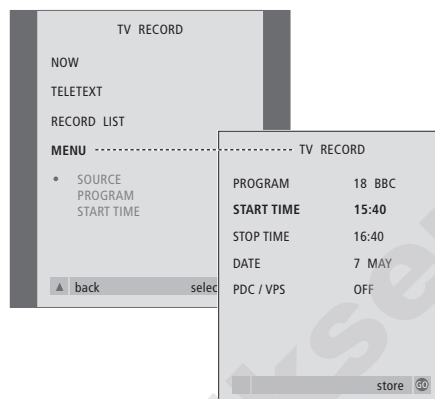 TV RECORD
NOW
TELETEXT
RECORD LIST
MENU
• SOURCE
PROGRAM
START TIME
▲ back
TV RECORD
PROGRAM 18 BBC
START TIME 15:40
STOP TIME 16:40
DATE 7 MAY
PDC / VPS OFF
store GO